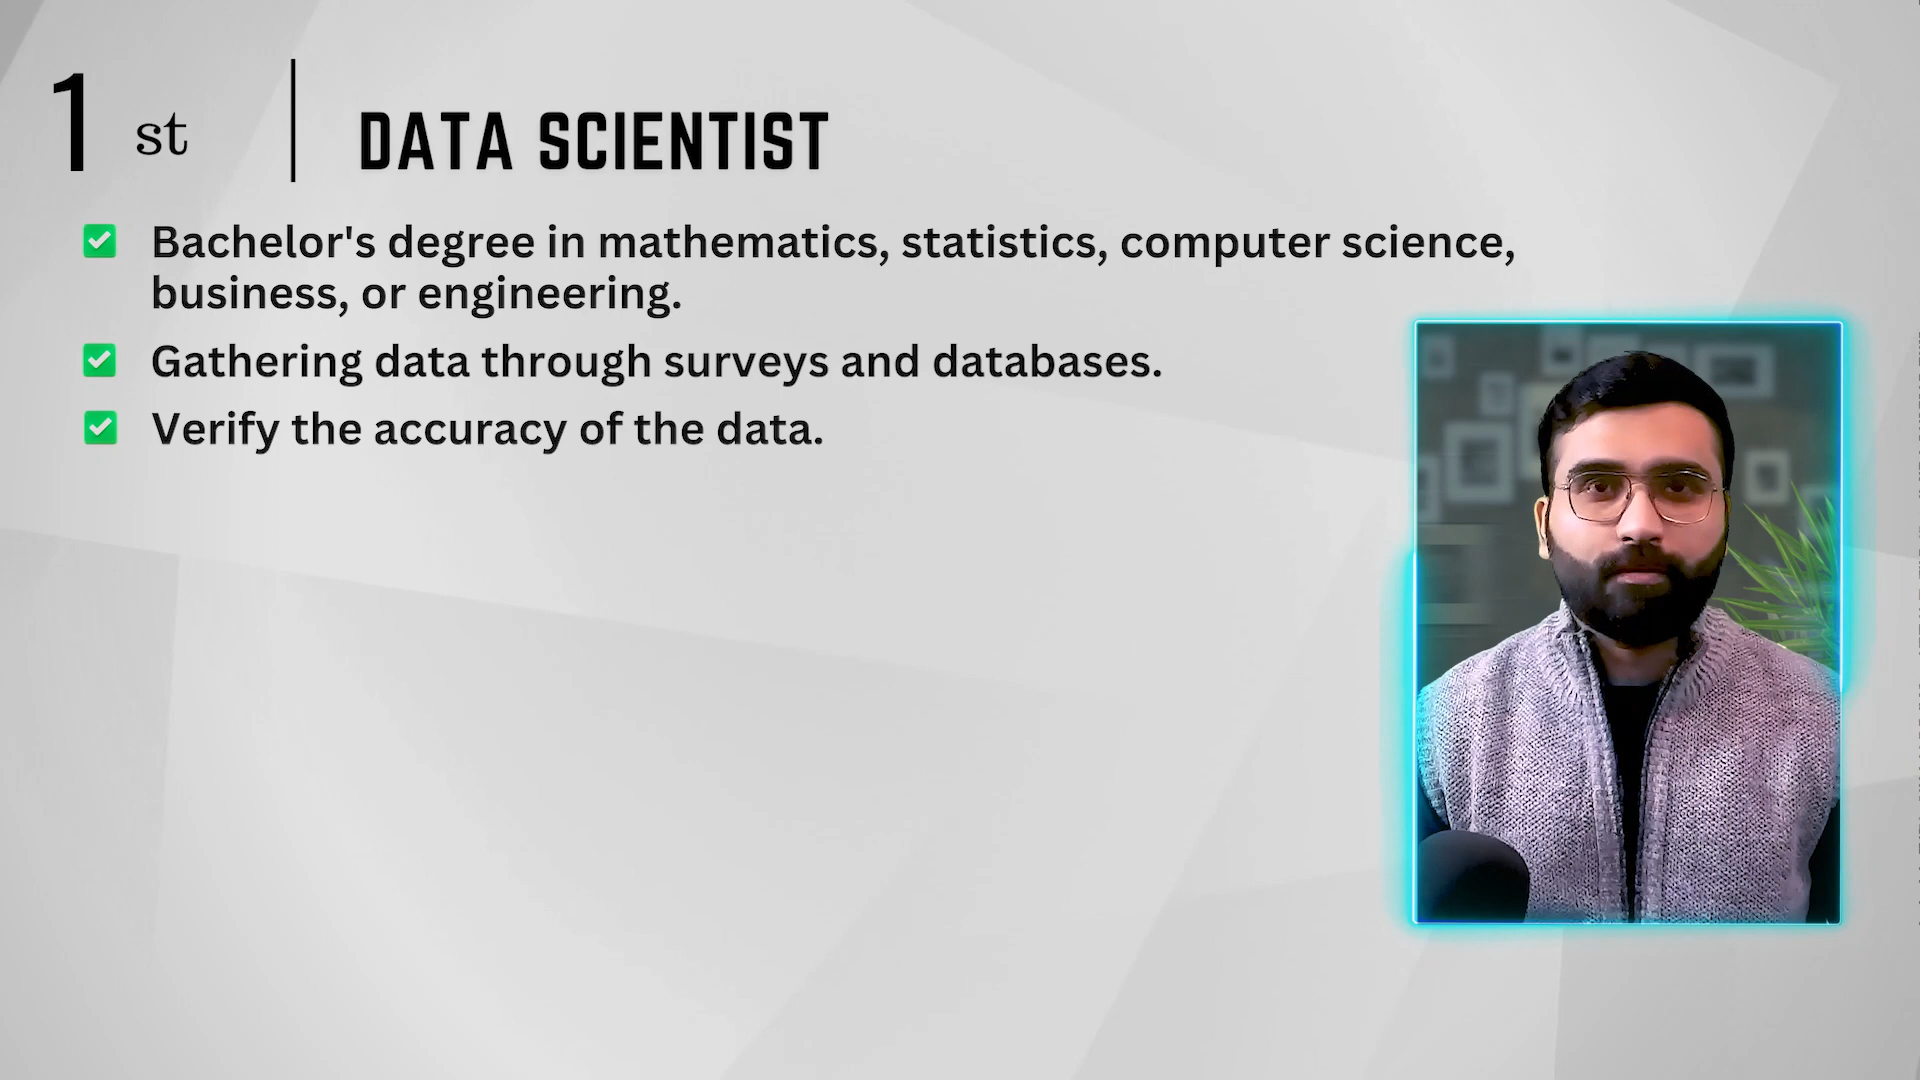 1 st
DATA SCIENTIST
Bachelor's degree in mathematics, statistics, computer science,
business, or engineering.
Gathering data through surveys and databases.
Verify the accuracy of the data.